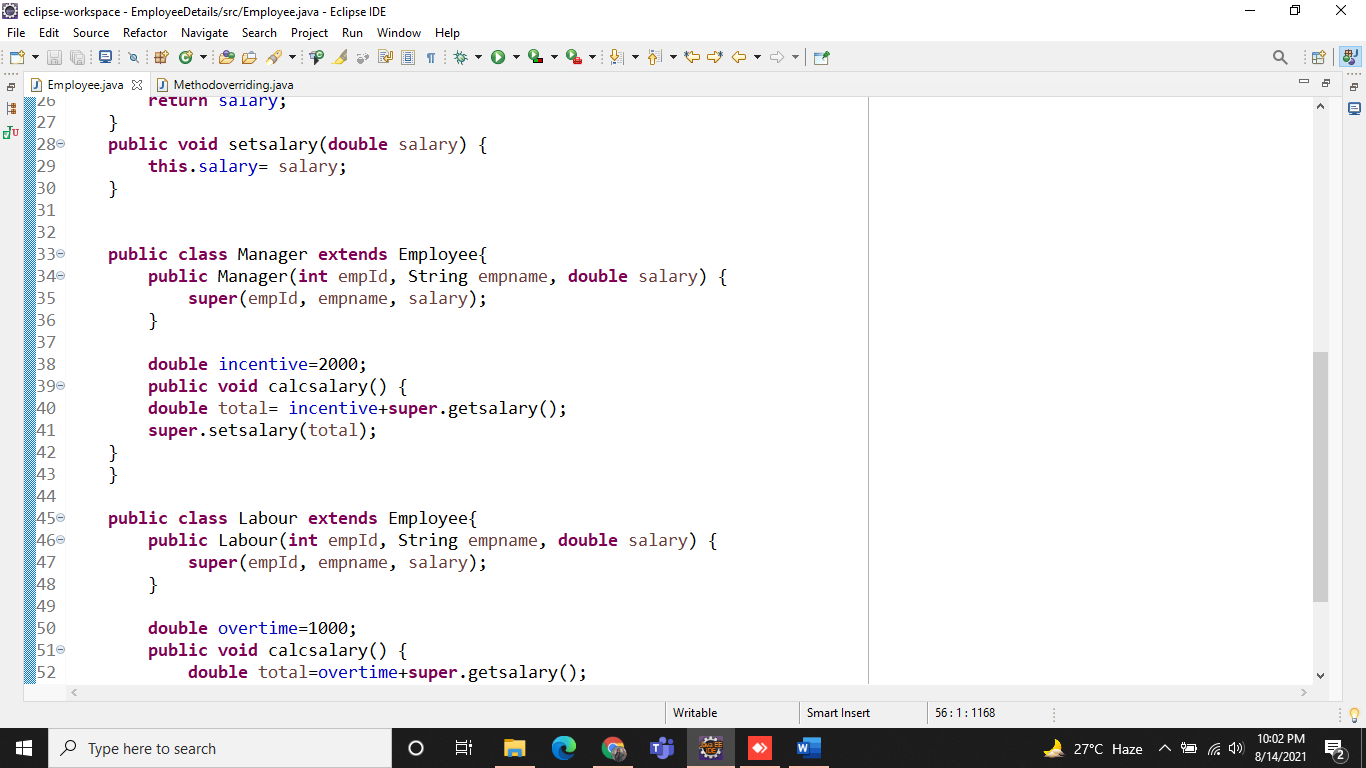 eclipse-workspace - EmployeeDetails/src/Employee.java - Eclipse IDE
File Edit Source Refactor Navigate Search Project Run Window Help
Employee.java Methodoverriding.java
26 return salary;
27 }
28 public void setsalary(double salary) {
29 this.salary= salary;
30 }
31
32
33 public class Manager extends Employee{
34 public Manager(int empId, String empname, double salary) {
35 super(empId, empname, salary);
36 }
37
38 double incentive=2000;
39 public void calcsalary() {
40 double total= incentive+super.getsalary();
41 super.setsalary(total);
42 }
43 }
44
45 public class Labour extends Employee{
46 public Labour(int empId, String empname, double salary) {
47 super(empId, empname, salary);
48 }
49
50 double overtime=1000;
51 public void calcsalary() {
52 double total=overtime+super.getsalary();
Writable Smart Insert 56 : 1 : 1168
Type here to search
27°C Haze
10:02 PM
8/14/2021
2